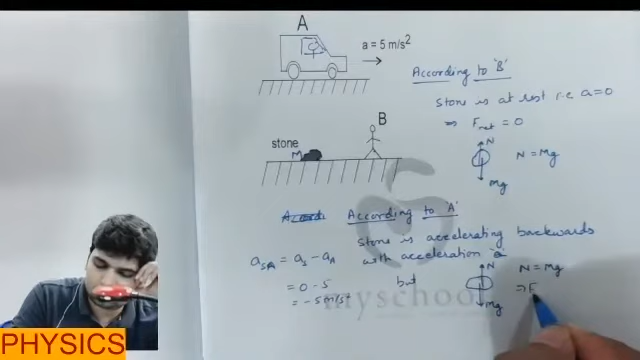 A
a = 5 m/s²
According to 'B'
stone is at rest i.e a=0
⇒ Fnet = 0
N
N = Mg
Mg
B
stone
M
According to 'A'
stone is accelerating backwards
with acceleration 'a'
aSA = as - aA
= 0 - 5
= -5 m/s²
but
N
Mg
N = Mg
⇒ F
myschool
PHYSICS